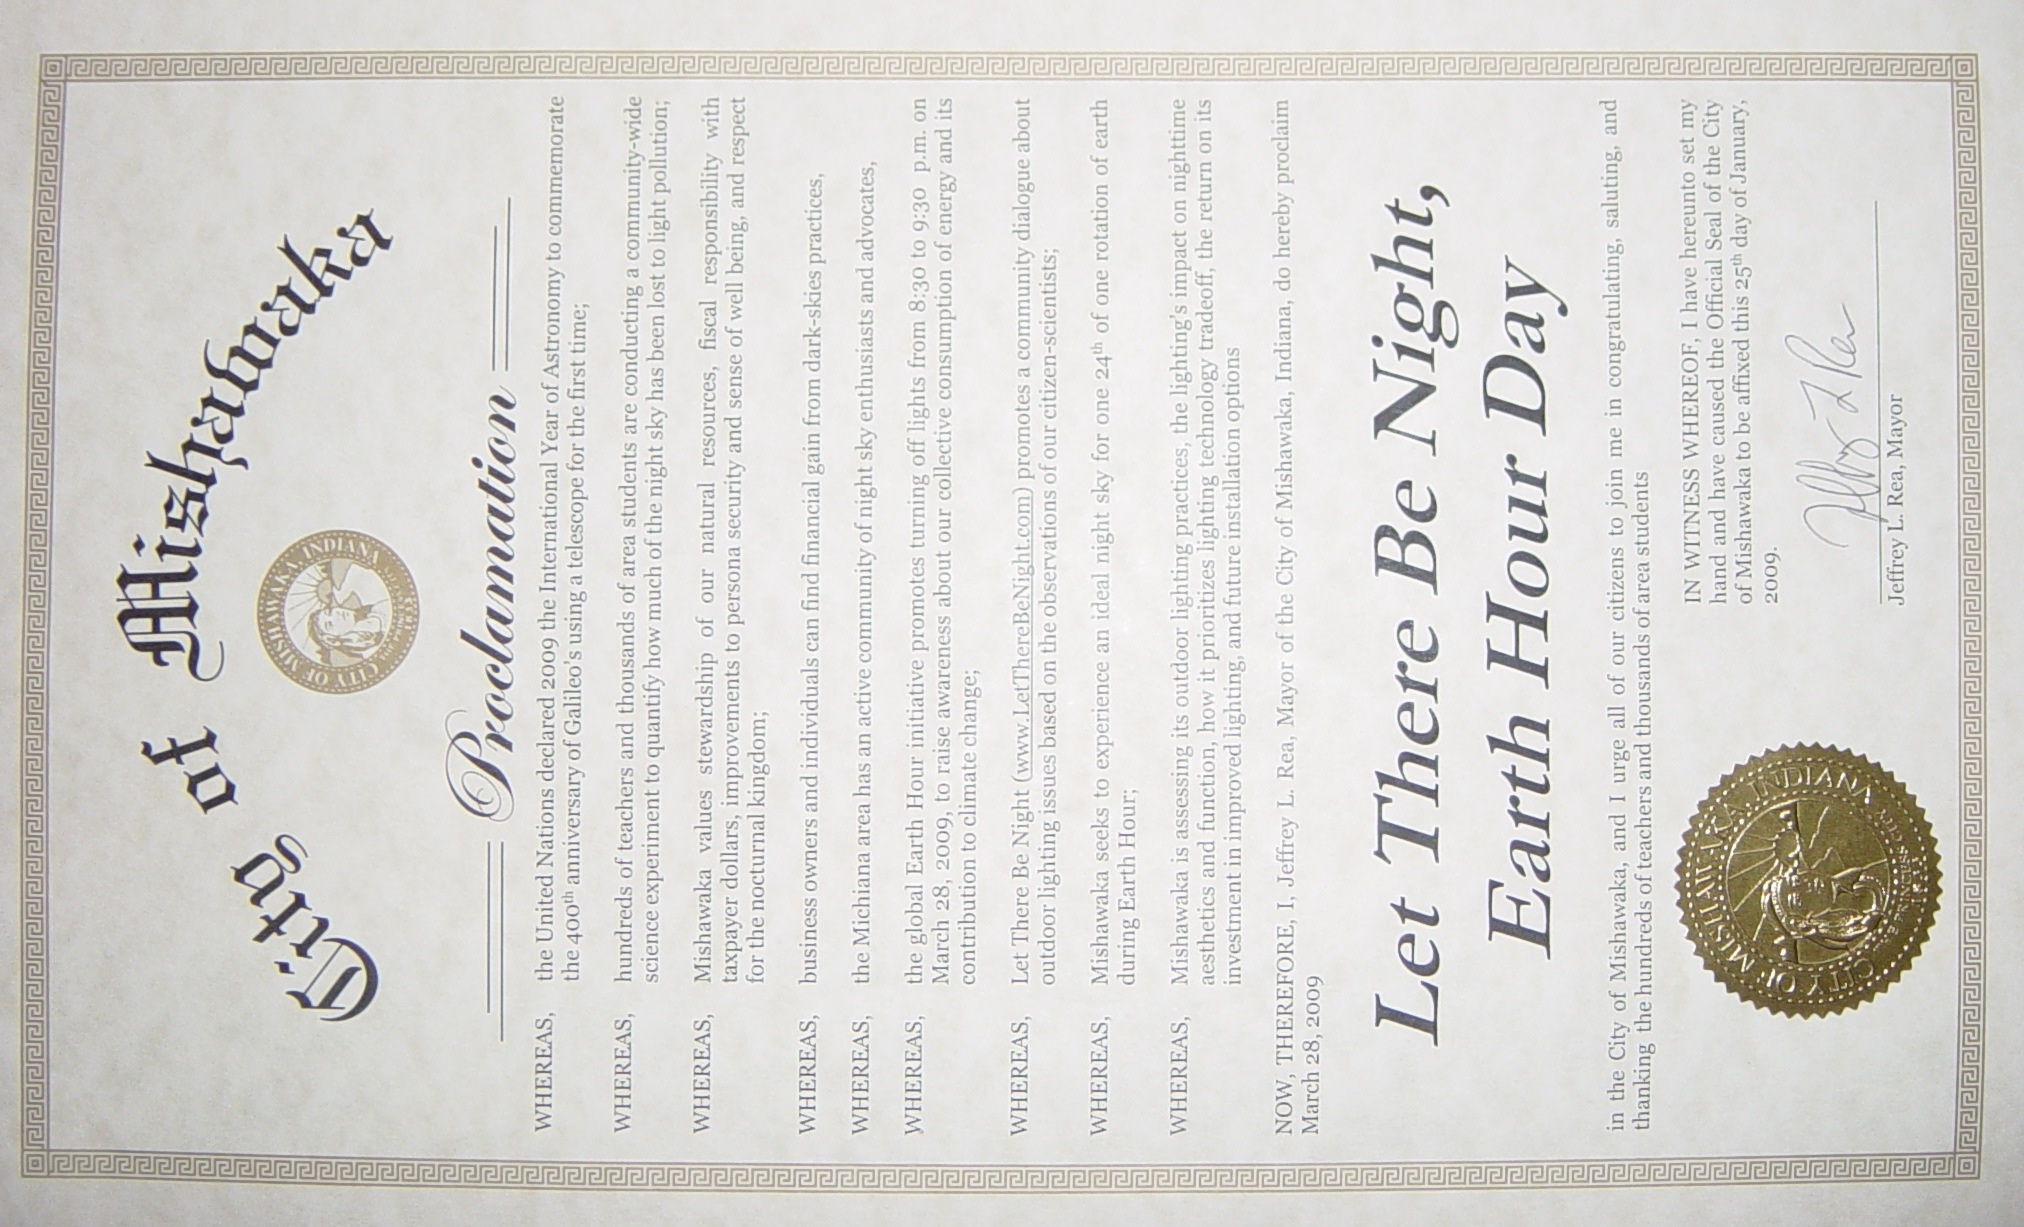 City of Mishawaka
CITY OF MISHAWAKA INDIANA
Proclamation
WHEREAS, the United Nations declared 2009 the International Year of Astronomy to commemorate
the 400th anniversary of Galileo's using a telescope for the first time;
WHEREAS, hundreds of teachers and thousands of area students are conducting a community-wide
science experiment to quantify how much of the night sky has been lost to light pollution;
WHEREAS, Mishawaka values stewardship of our natural resources, fiscal responsibility with
taxpayer dollars, improvements to persona security and sense of well being, and respect
for the nocturnal kingdom;
WHEREAS, business owners and individuals can find financial gain from dark-skies practices,
WHEREAS, the Michiana area has an active community of night sky enthusiasts and advocates,
WHEREAS, the global Earth Hour initiative promotes turning off lights from 8:30 to 9:30 p.m. on
March 28, 2009, to raise awareness about our collective consumption of energy and its
contribution to climate change;
WHEREAS, Let There Be Night (www.LetThereBeNight.com) promotes a community dialogue about
outdoor lighting issues based on the observations of our citizen-scientists;
WHEREAS, Mishawaka seeks to experience an ideal night sky for one 24th of one rotation of earth
during Earth Hour;
WHEREAS, Mishawaka is assessing its outdoor lighting practices, the lighting's impact on nighttime
aesthetics and function, how it prioritizes lighting technology tradeoff, the return on its
investment in improved lighting, and future installation options
NOW, THEREFORE, I, Jeffrey L. Rea, Mayor of the City of Mishawaka, Indiana, do hereby proclaim
March 28, 2009
Let There Be Night,
Earth Hour Day
in the City of Mishawaka, and I urge all of our citizens to join me in congratulating, saluting, and
thanking the hundreds of teachers and thousands of area students
IN WITNESS WHEREOF, I have hereunto set my
hand and have caused the Official Seal of the City
of Mishawaka to be affixed this 25th day of January,
2009.
Jeffrey L Rea
Jeffrey L. Rea, Mayor
CITY OF MISHAWAKA INDIANA